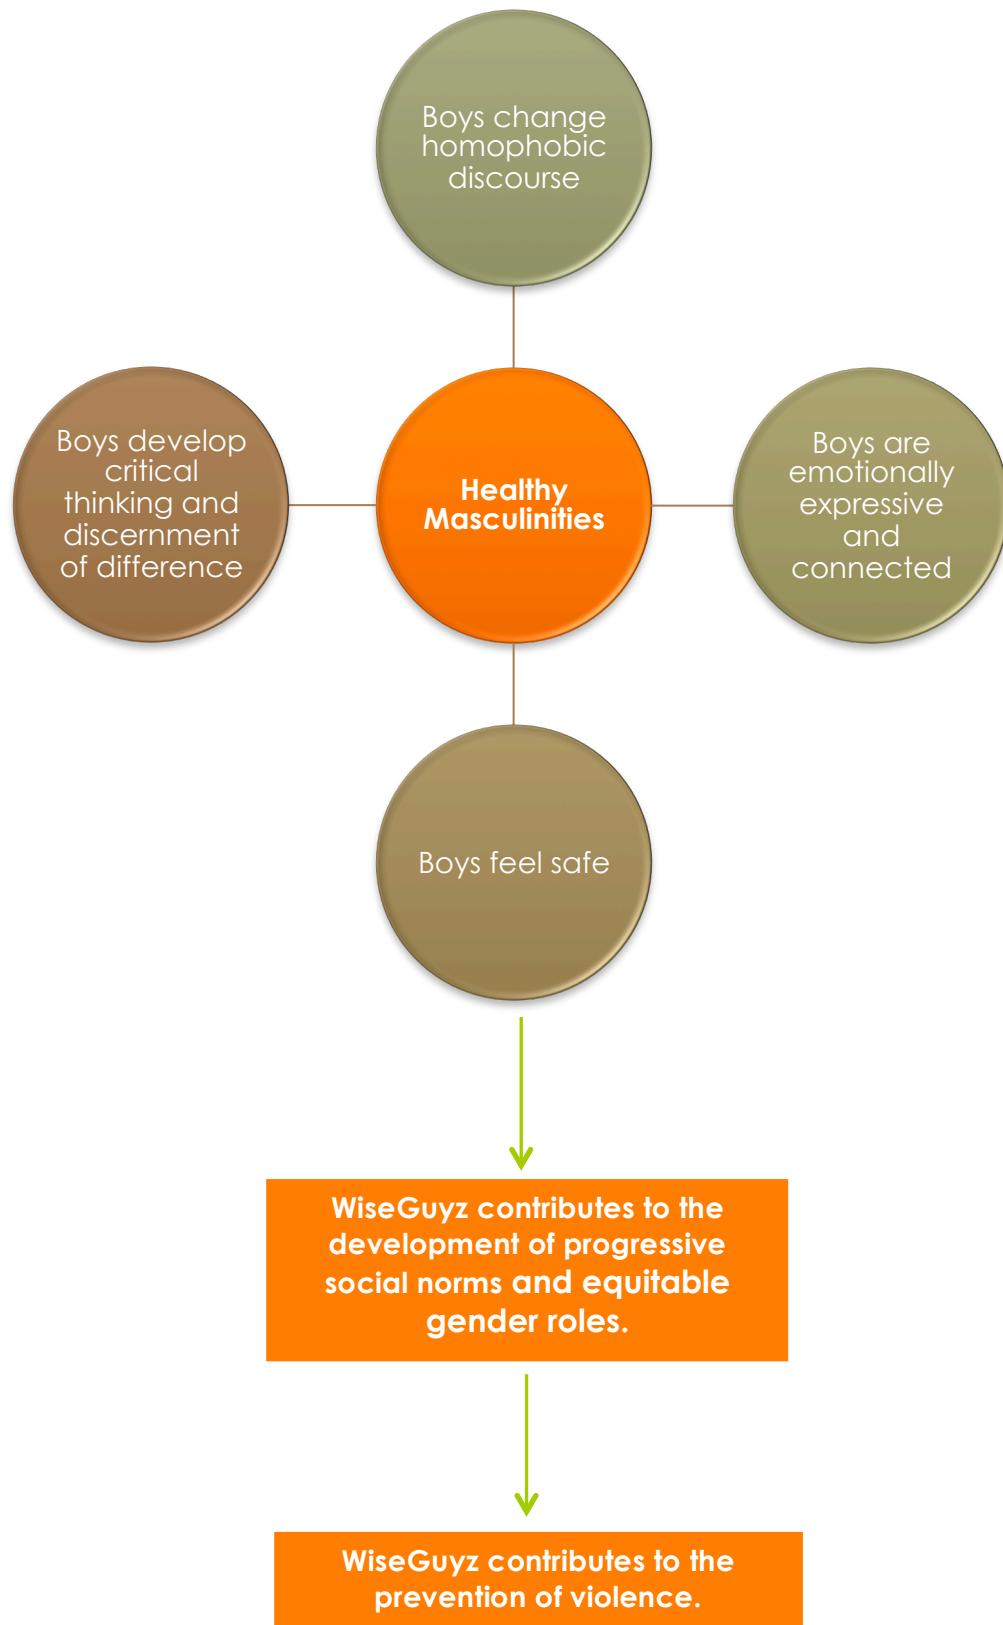 Boys change
homophobic
discourse
Boys develop
critical
thinking and
discernment
of difference
Healthy
Masculinities
Boys are
emotionally
expressive
and
connected
Boys feel safe
WiseGuyz contributes to the
development of progressive
social norms and equitable
gender roles.
WiseGuyz contributes to the
prevention of violence.